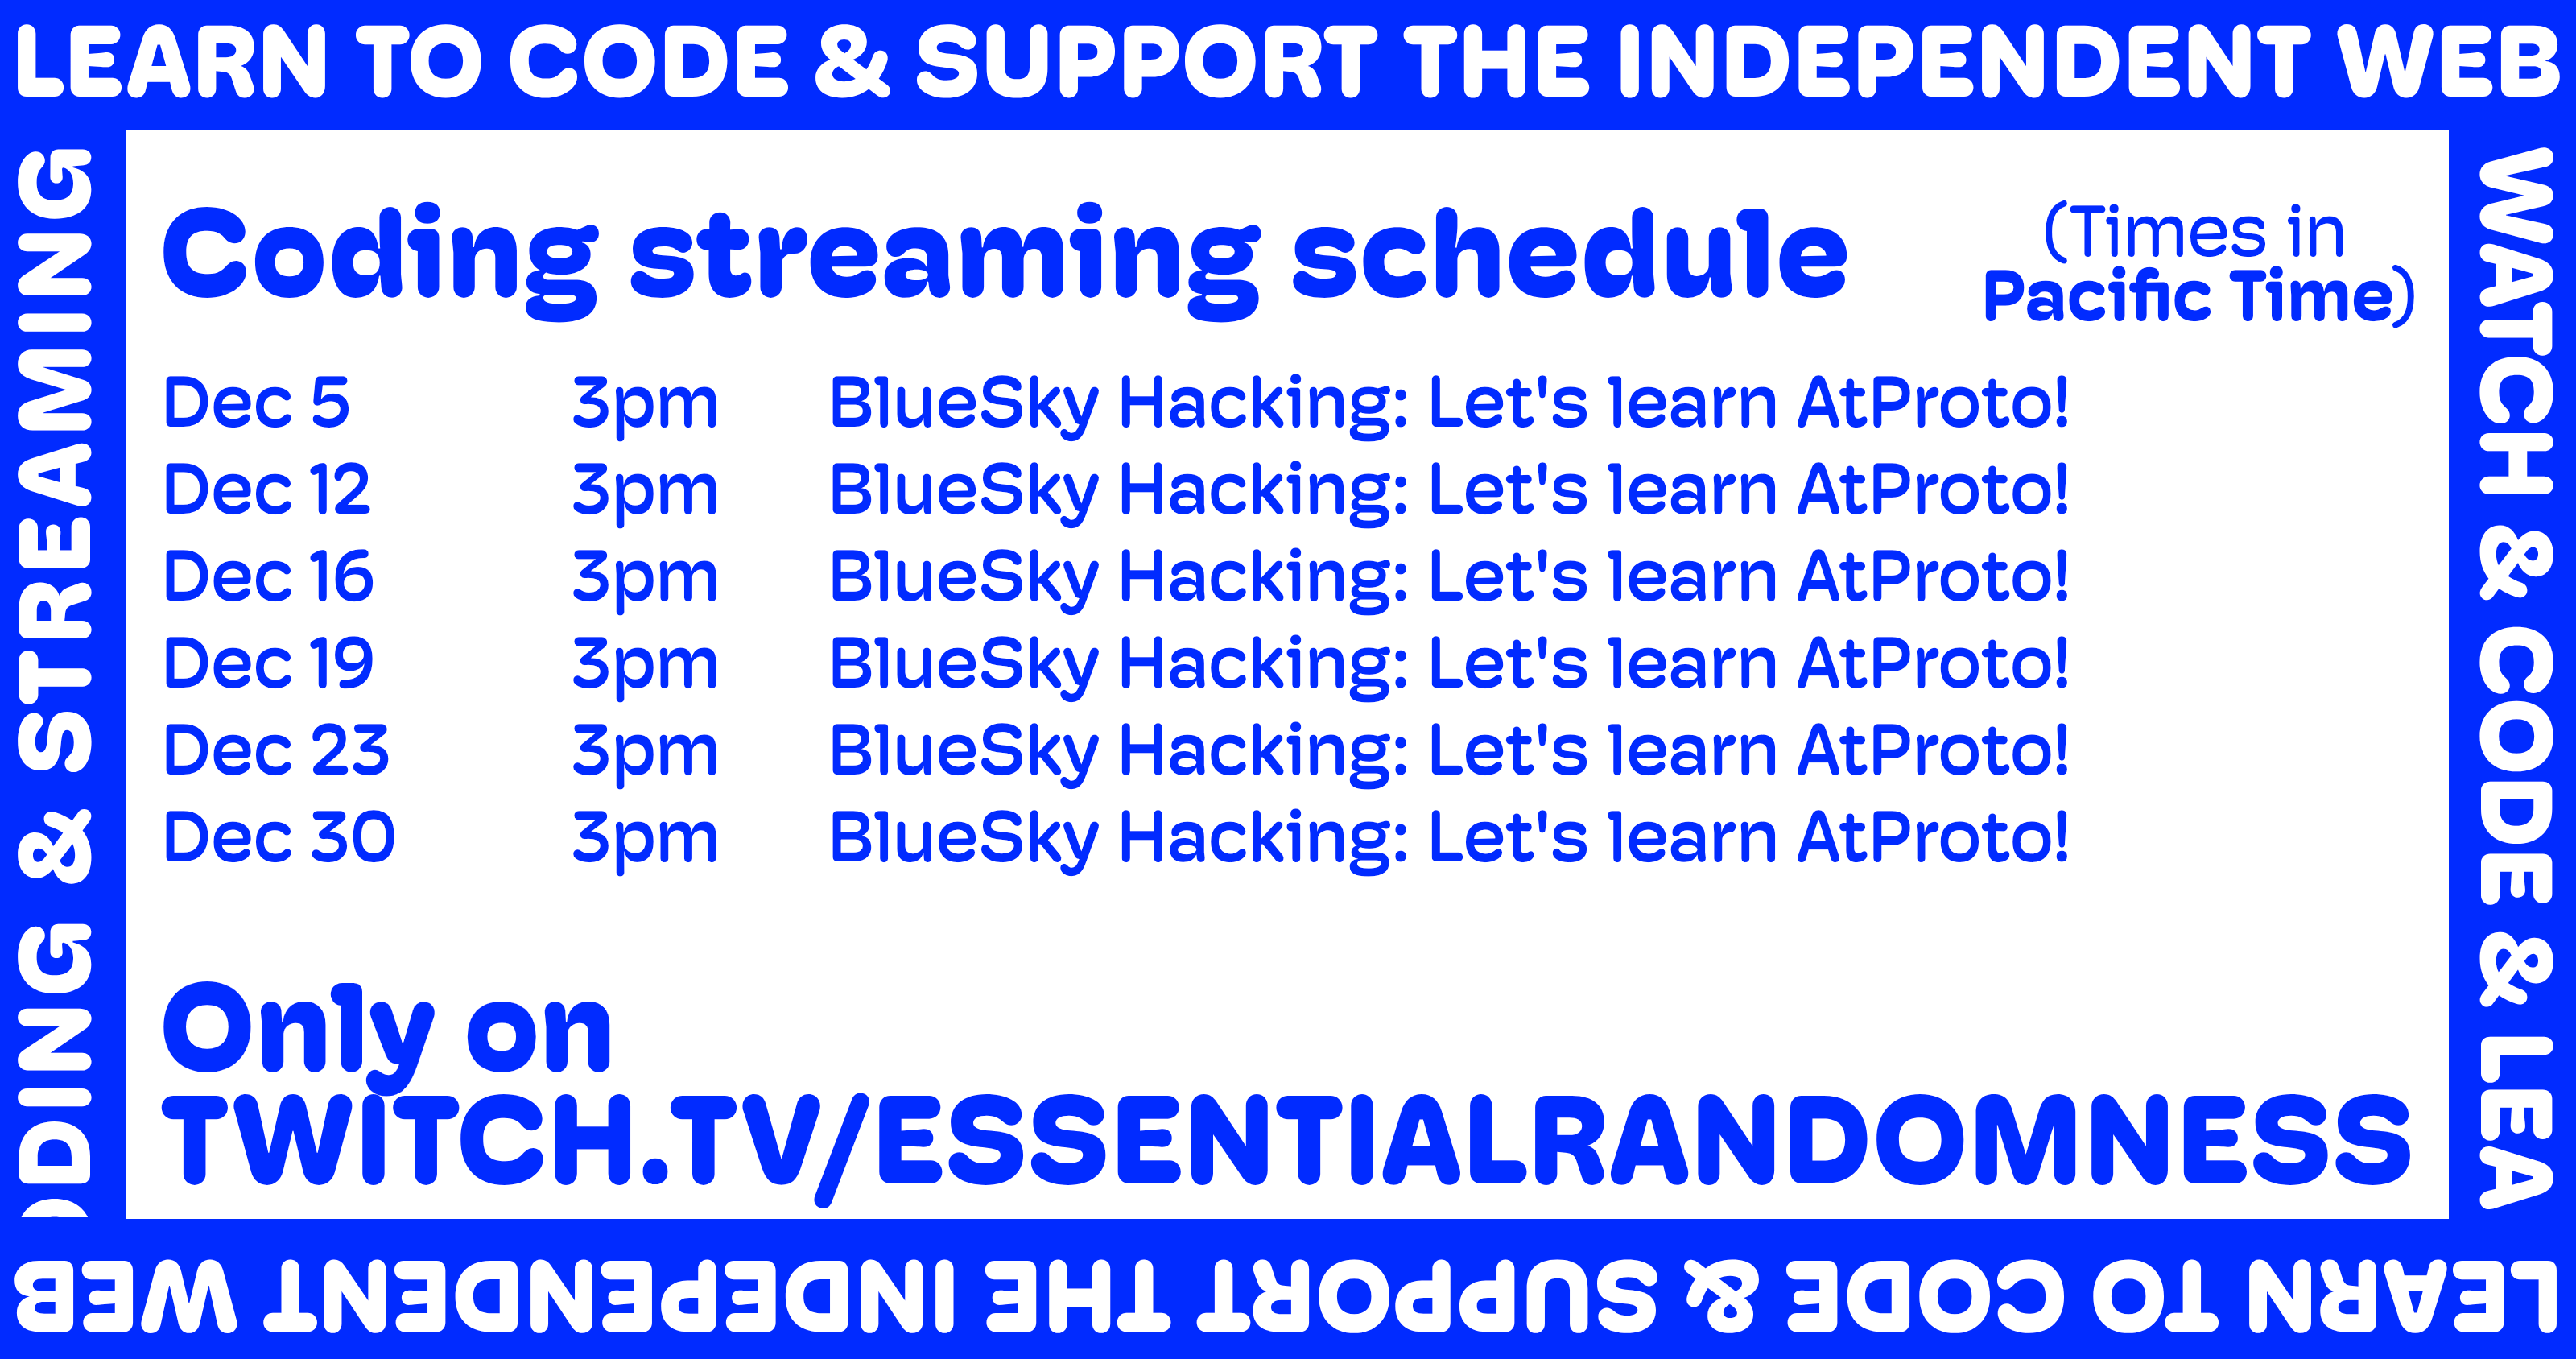 LEARN TO CODE & SUPPORT THE INDEPENDENT WEB
Coding streaming schedule
(Times in
Pacific Time)
Dec 5 3pm BlueSky Hacking: Let's learn AtProto!
Dec 12 3pm BlueSky Hacking: Let's learn AtProto!
Dec 16 3pm BlueSky Hacking: Let's learn AtProto!
Dec 19 3pm BlueSky Hacking: Let's learn AtProto!
Dec 23 3pm BlueSky Hacking: Let's learn AtProto!
Dec 30 3pm BlueSky Hacking: Let's learn AtProto!
Only on
TWITCH.TV/ESSENTIALRANDOMNESS
WATCH & CODE & LEA
LEARN TO CODE & SUPPORT THE INDEPENDENT WEB
DING & STREAMING